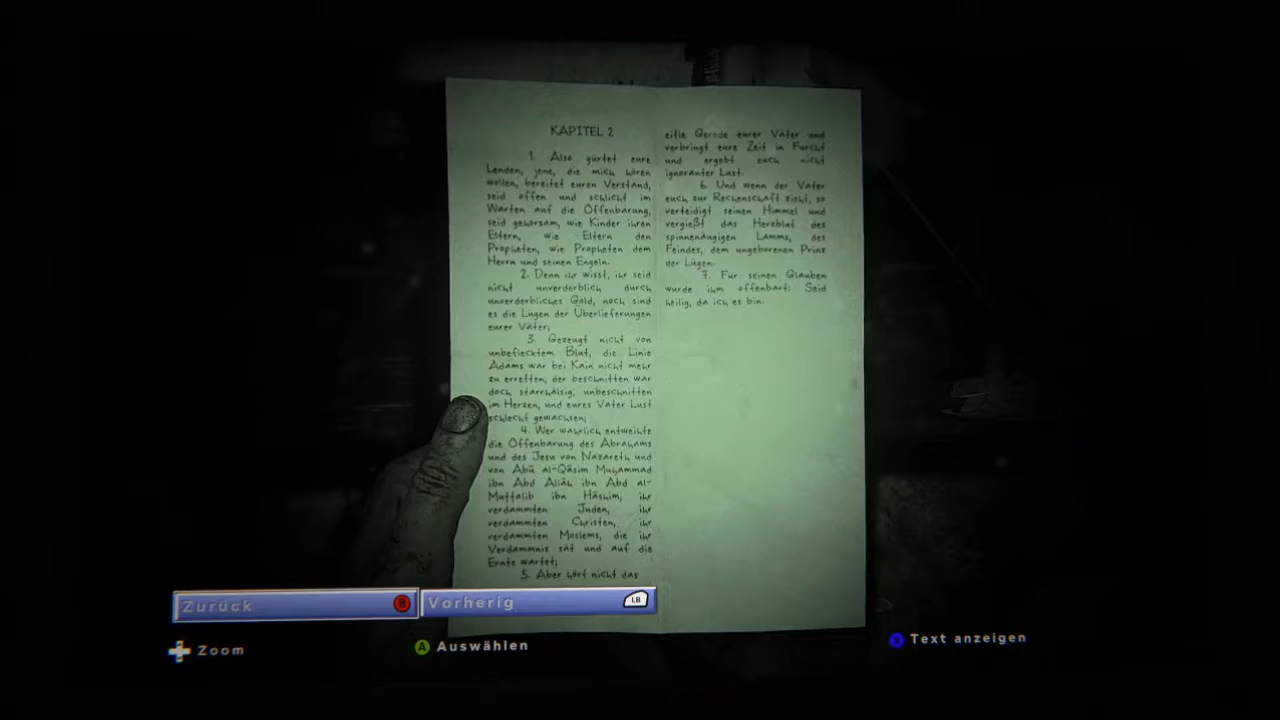 KAPITEL 2
1. Also gürtet eure
Lenden, jene, die mich hören
wollen, bereitet euren Verstand,
seid offen und schlicht im
Warten auf die Offenbarung,
seid gehorsam, wie Kinder ihren
Eltern, wie Eltern den
Propheten, wie Propheten dem
Herrn und seinen Engeln.
2. Denn ihr wisst, ihr seid
nicht unverderblich durch
unverderbliches Gold, noch sind
es die Lügen der Überlieferungen
eurer Väter;
3. Gezeugt nicht von
unbeflecktem Blut, die Linie
Adams war bei Kain nicht mehr
zu erretten, der beschnitten war
doch starrhälsig, unbeschnitten
im Herzen, und eures Vater Lust
schlecht gewachsen;
4. Wer wahrlich entweihte
die Offenbarung des Abrahams
und des Jesu von Nazareth und
von Abū al-Qāsim Muḥammad
ibn Abd Allāh ibn Abd al-
Muṭṭalib ibn Hāshim, ihr
verdammten Juden, ihr
verdammten Christen, ihr
verdammten Moslems, die ihr
Verdammnis sät und auf die
Ernte wartet;
5. Aber hört nicht das
eitle Gerede eurer Väter und
verbringt eure Zeit in Furcht
und ergebt euch nicht
ignoranter Lust.
6. Und wenn der Vater
euch zur Rechenschaft zieht, so
verteidigt seinen Himmel und
vergießt das Herzblut des
spinnenäugigen Lamms, des
Feindes, dem ungeborenen Prinz
der Lügen.
7. Für seinen Glauben
wurde ihm offenbart: Seid
heilig, da ich es bin.
Zurück B Vorherig LB
Zoom A Auswählen X Text anzeigen